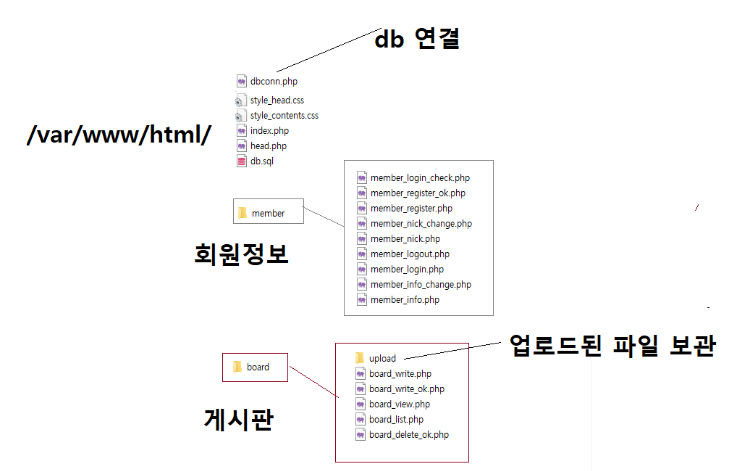 db 연결
dbconn.php
style_head.css
style_contents.css
/var/www/html/
index.php
head.php
db.sql
member
회원정보
member_login_check.php
member_register_ok.php
member_register.php
member_nick_change.php
member_nick.php
member_logout.php
member_login.php
member_info_change.php
member_info.php
board
게시판
upload
업로드된 파일 보관
board_write.php
board_write_ok.php
board_view.php
board_list.php
board_delete_ok.php